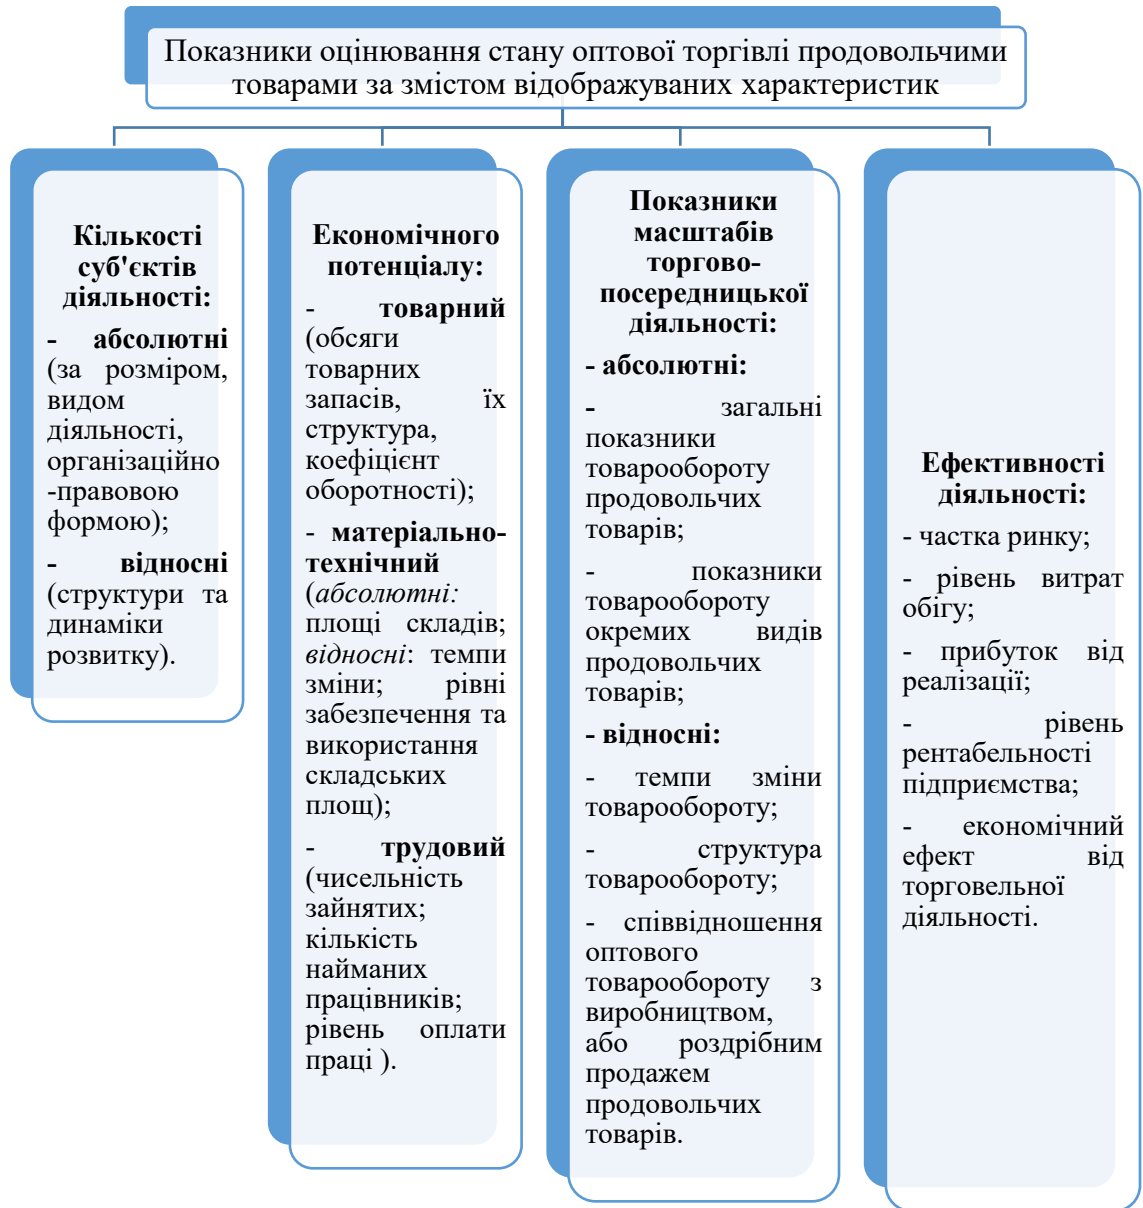 Показники оцінювання стану оптової торгівлі продовольчими
товарами за змістом відображуваних характеристик
Кількості
суб'єктів
діяльності:
- абсолютні
(за розміром,
видом
діяльності,
організаційно
-правовою
формою);
- відносні
(структури та
динаміки
розвитку).
Економічного
потенціалу:
- товарний
(обсяги
товарних
запасів, їх
структура,
коефіцієнт
оборотності);
- матеріально-
технічний
(абсолютні:
площі складів;
відносні: темпи
зміни; рівні
забезпечення та
використання
складських
площ);
- трудовий
(чисельність
зайнятих;
кількість
найманих
працівників;
рівень оплати
праці ).
Показники
масштабів
торгово-
посередницької
діяльності:
- абсолютні:
- загальні
показники
товарообороту
продовольчих
товарів;
- показники
товарообороту
окремих видів
продовольчих
товарів;
- відносні:
- темпи зміни
товарообороту;
- структура
товарообороту;
- співвідношення
оптового
товарообороту з
виробництвом,
або роздрібним
продажем
продовольчих
товарів.
Ефективності
діяльності:
- частка ринку;
- рівень витрат
обігу;
- прибуток від
реалізації;
- рівень
рентабельності
підприємства;
- економічний
ефект від
торговельної
діяльності.